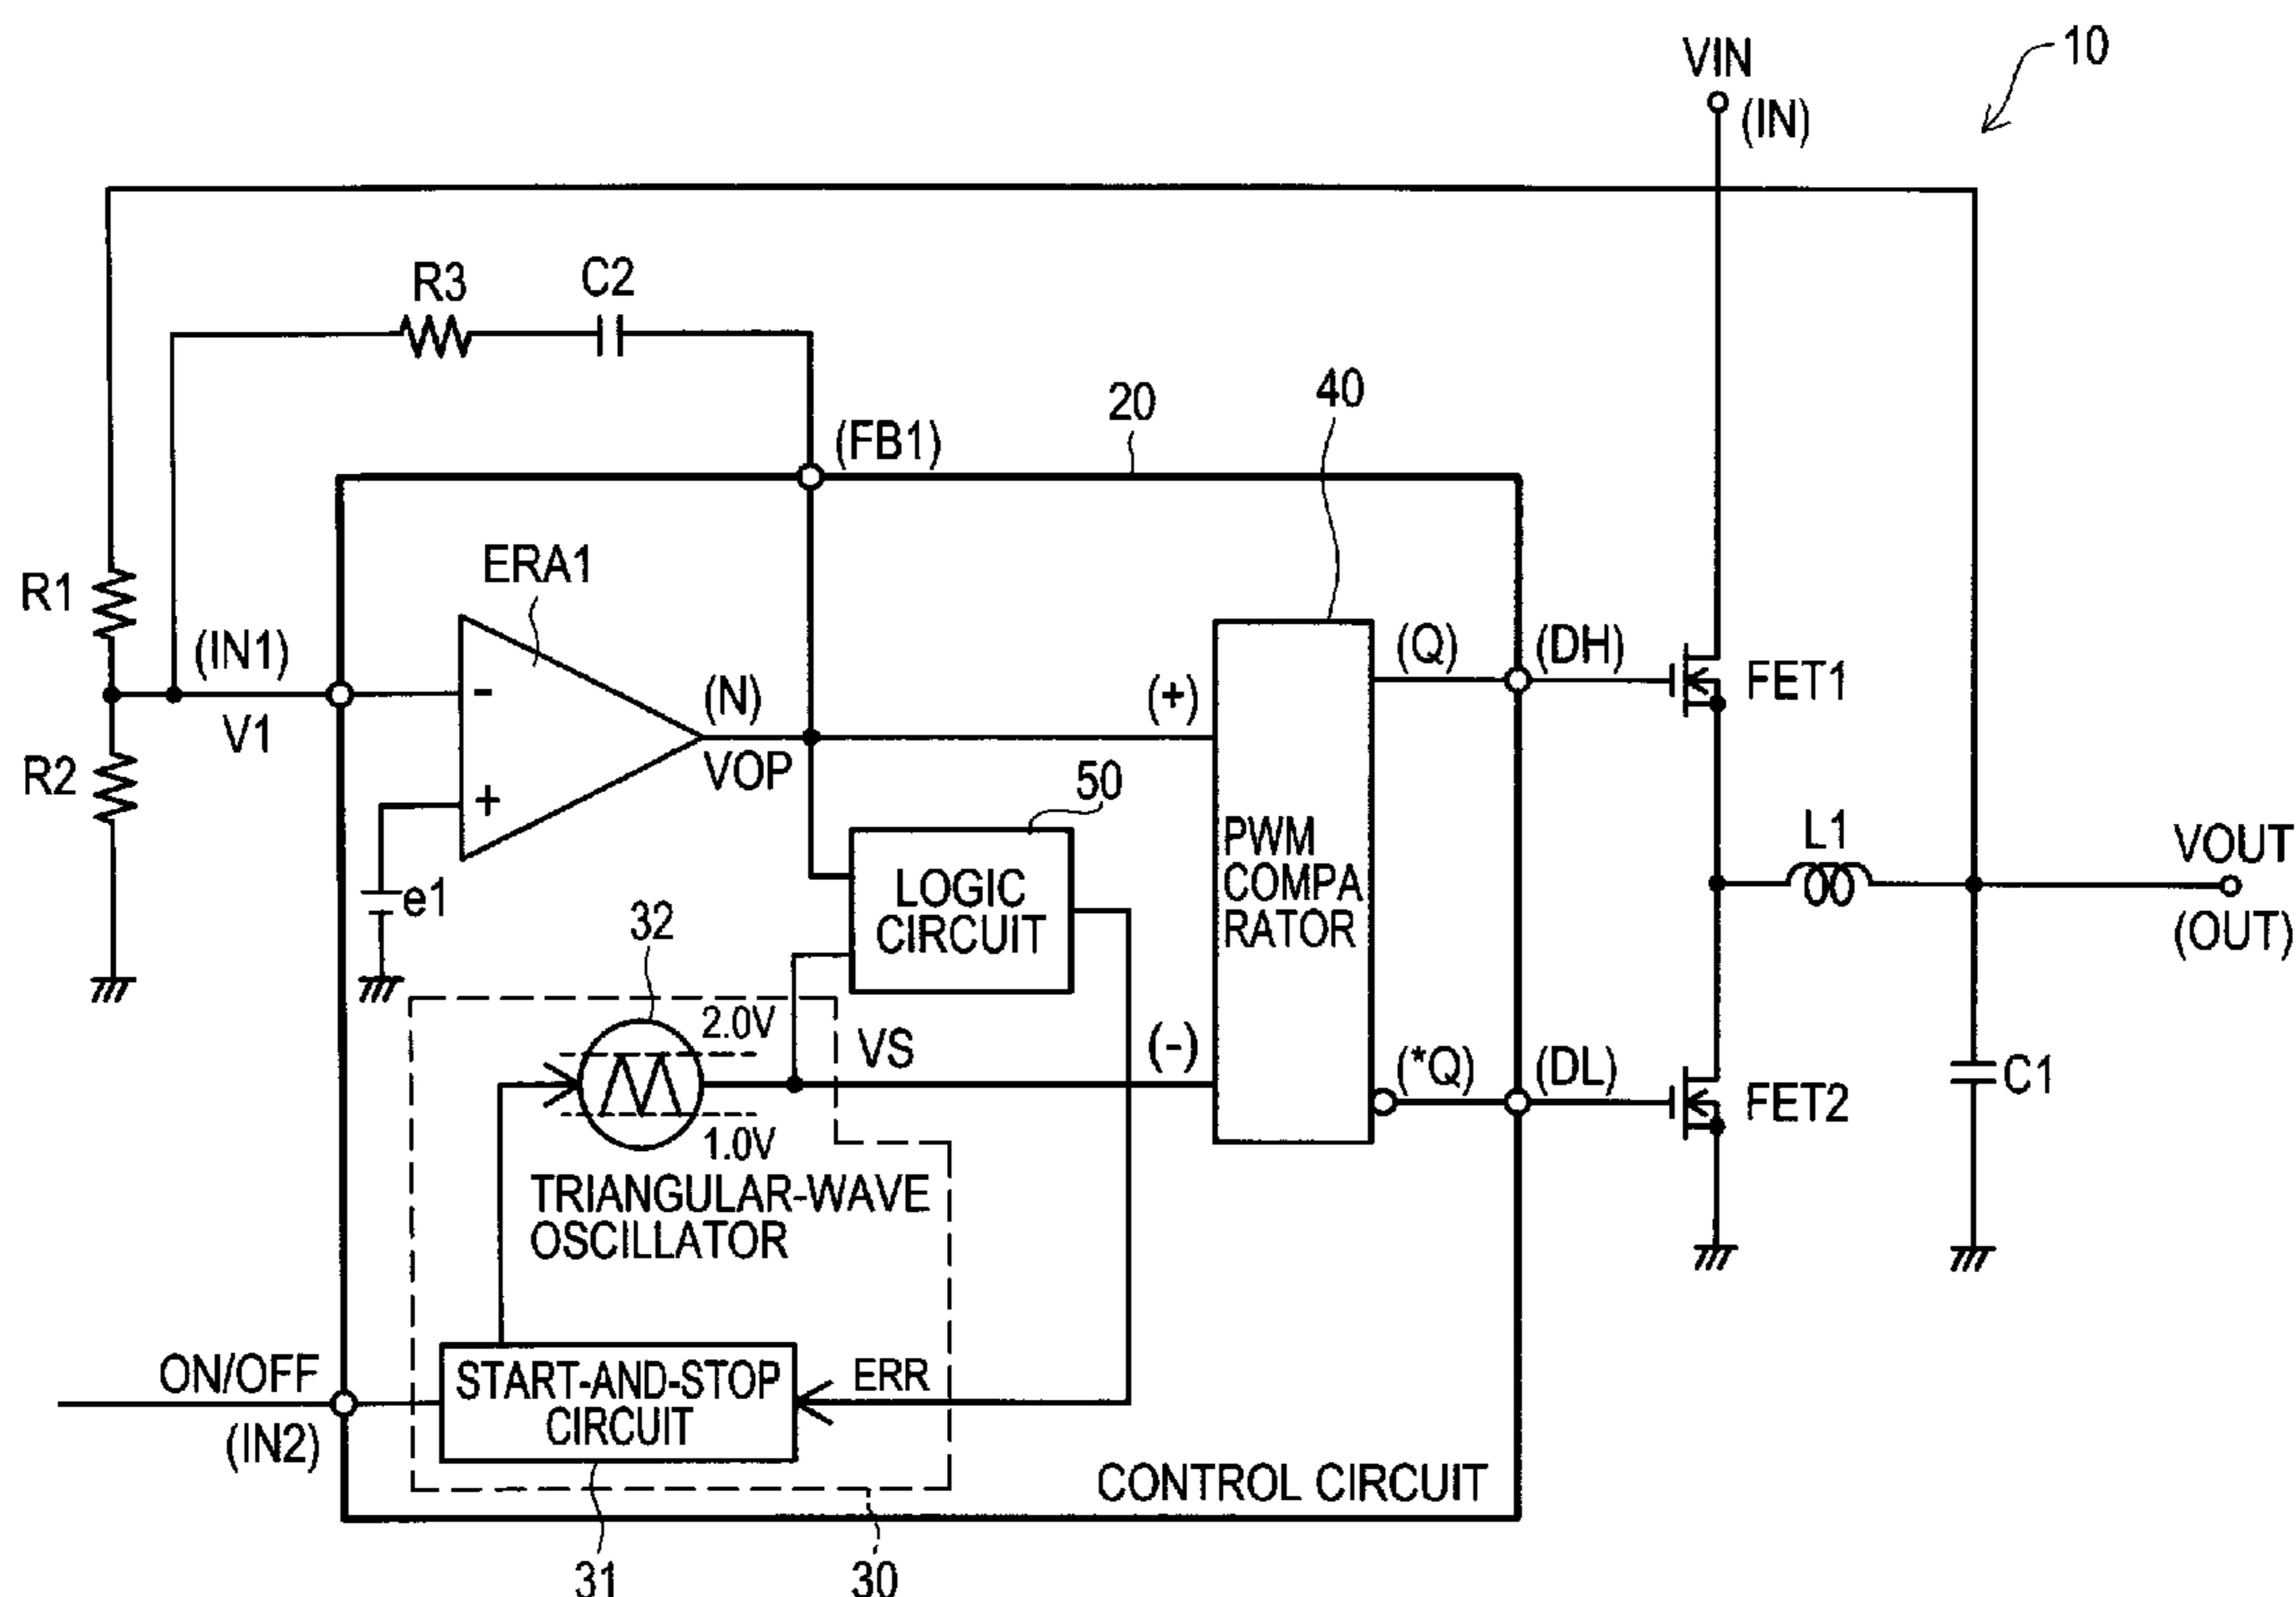 10
VIN
(IN)
R3
C2
20
40
(FB1)
ERA1
R1
(IN1)
(N)
(+)
(Q)
(DH)
FET1
V1
VOP
R2
50
e1
LOGIC
CIRCUIT
PWM
COMPA
RATOR
L1
VOUT
(OUT)
32
2.0V
VS
(-)
(*Q)
(DL)
FET2
C1
1.0V
TRIANGULAR-WAVE
OSCILLATOR
ON/OFF
(IN2)
START-AND-STOP
CIRCUIT
ERR
CONTROL CIRCUIT
31
30
-
+